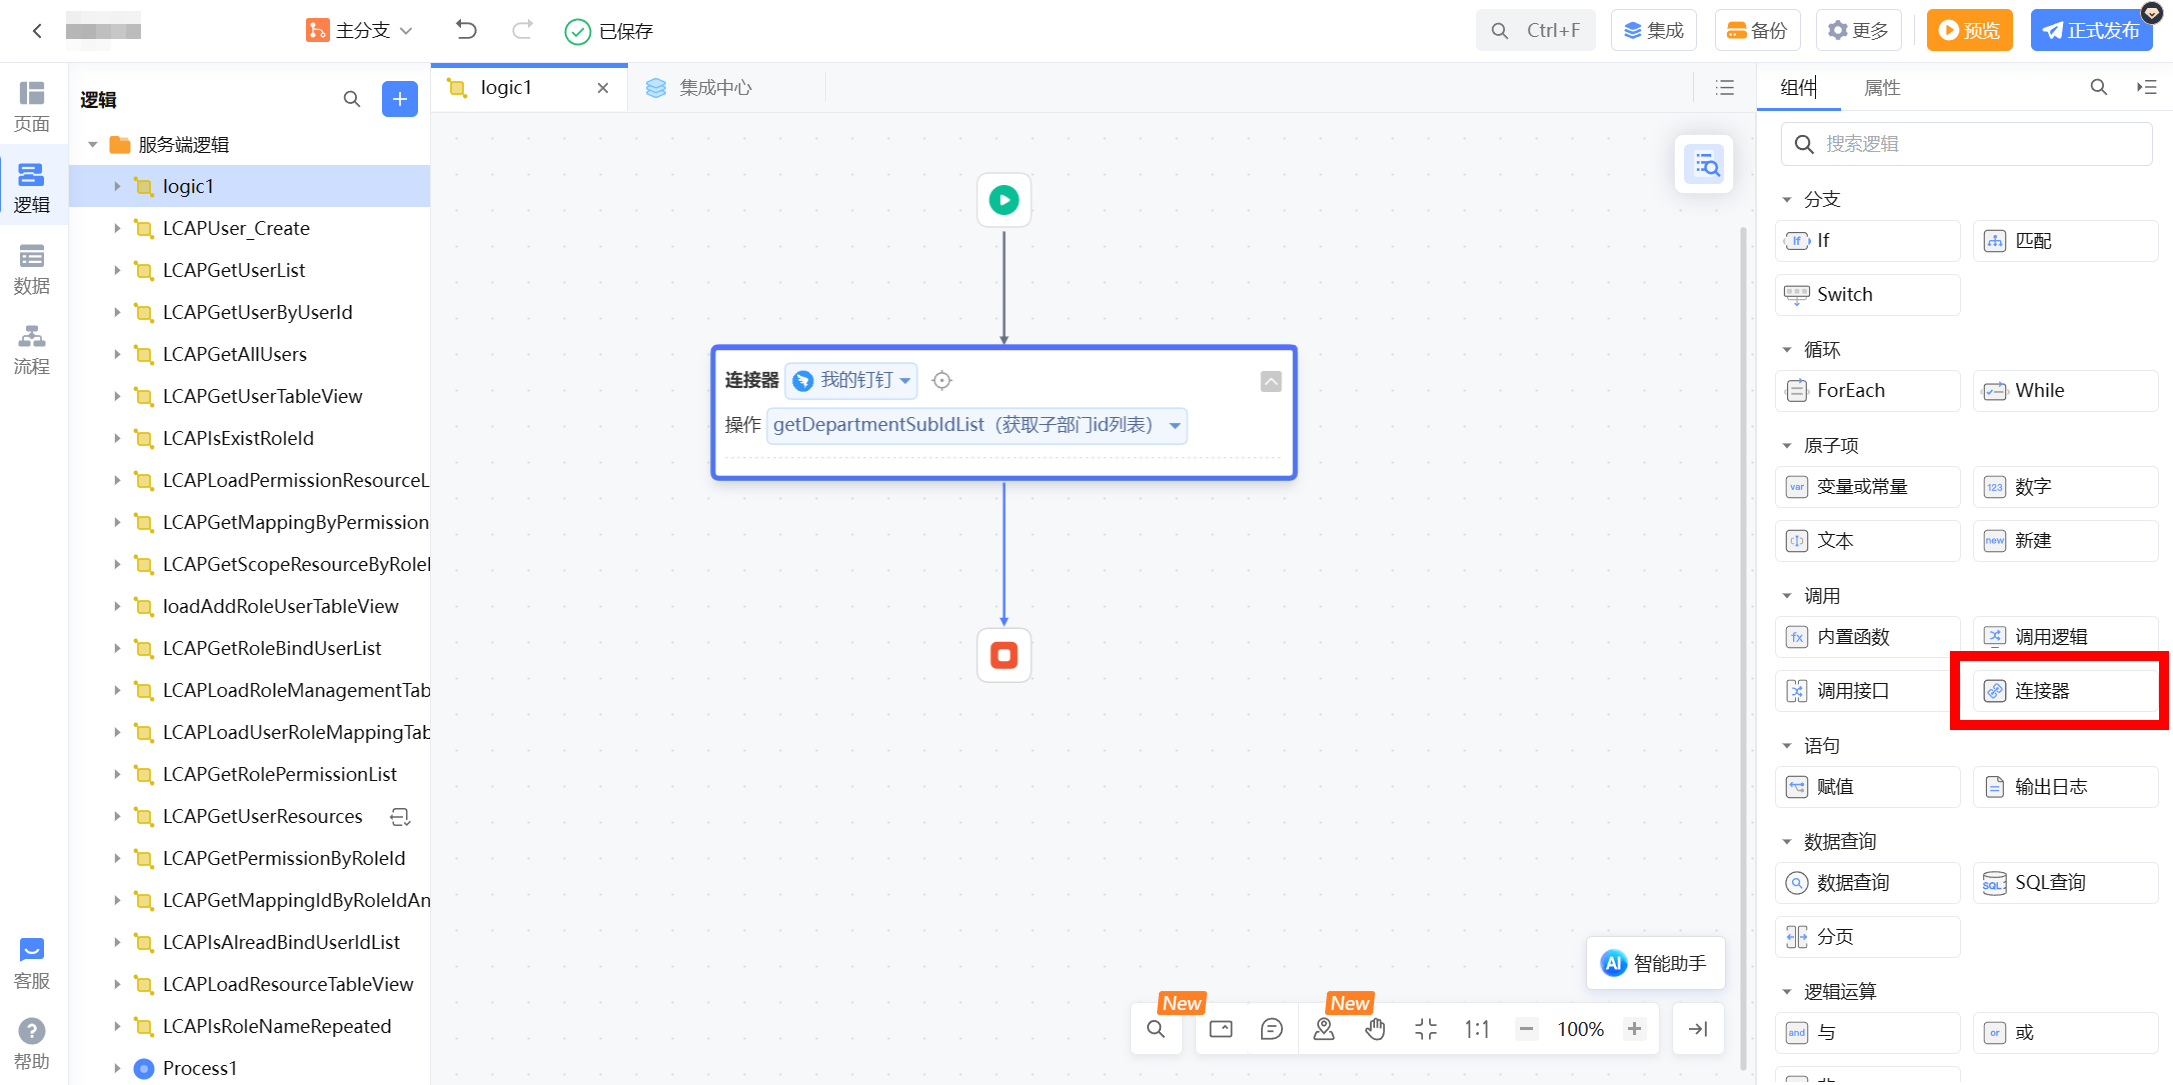 主分支
已保存
Ctrl+F
集成
备份
更多
预览
正式发布
页面
逻辑
数据
流程
客服
帮助
逻辑
服务端逻辑
logic1
LCAPUser_Create
LCAPGetUserList
LCAPGetUserByUserId
LCAPGetAllUsers
LCAPGetUserTableView
LCAPIsExistRoleId
LCAPLoadPermissionResourceL
LCAPGetMappingByPermission
LCAPGetScopeResourceByRoleI
loadAddRoleUserTableView
LCAPGetRoleBindUserList
LCAPLoadRoleManagementTab
LCAPLoadUserRoleMappingTab
LCAPGetRolePermissionList
LCAPGetUserResources
LCAPGetPermissionByRoleId
LCAPGetMappingIdByRoleIdAn
LCAPIsAlreadBindUserIdList
LCAPLoadResourceTableView
LCAPIsRoleNameRepeated
Process1
logic1
集成中心
连接器 我的钉钉
操作 getDepartmentSubIdList（获取子部门id列表）
AI 智能助手
New
New
1:1
100%
组件
属性
搜索逻辑
分支
If If
匹配
Switch
循环
ForEach
While
原子项
var 变量或常量
123 数字
文本
new 新建
调用
fx 内置函数
调用逻辑
调用接口
连接器
语句
赋值
输出日志
数据查询
数据查询
SQL SQL查询
分页
逻辑运算
and 与
or 或